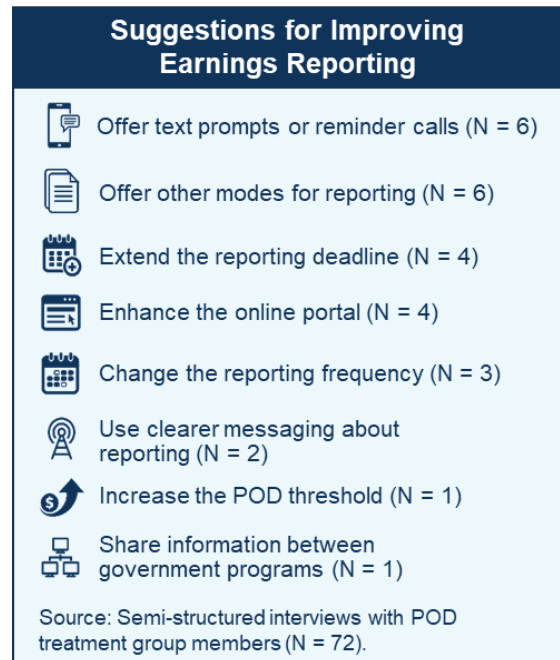 Suggestions for Improving
Earnings Reporting
Offer text prompts or reminder calls (N = 6)
Offer other modes for reporting (N = 6)
Extend the reporting deadline (N = 4)
Enhance the online portal (N = 4)
Change the reporting frequency (N = 3)
Use clearer messaging about
reporting (N = 2)
Increase the POD threshold (N = 1)
Share information between
government programs (N = 1)
Source: Semi-structured interviews with POD
treatment group members (N = 72).